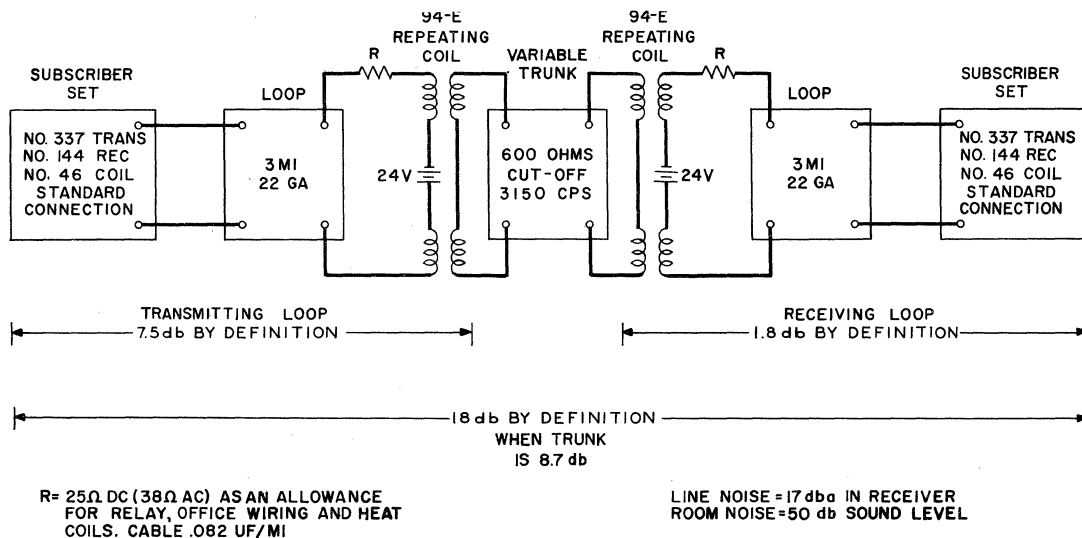 94-E
REPEATING
COIL
94-E
REPEATING
COIL
VARIABLE
TRUNK
SUBSCRIBER
SET
LOOP
R
R
LOOP
SUBSCRIBER
SET
NO. 337 TRANS
NO. 144 REC
NO. 46 COIL
STANDARD
CONNECTION
3 MI
22 GA
24V
600 OHMS
CUT-OFF
3150 CPS
24V
3 MI
22 GA
NO. 337 TRANS
NO. 144 REC
NO. 46 COIL
STANDARD
CONNECTION
TRANSMITTING LOOP
7.5 db BY DEFINITION
RECEIVING LOOP
1.8 db BY DEFINITION
18 db BY DEFINITION
WHEN TRUNK
IS 8.7 db
R= 25Ω DC (38Ω AC) AS AN ALLOWANCE
FOR RELAY, OFFICE WIRING AND HEAT
COILS. CABLE .082 UF/MI
LINE NOISE = 17 dba IN RECEIVER
ROOM NOISE = 50 db SOUND LEVEL